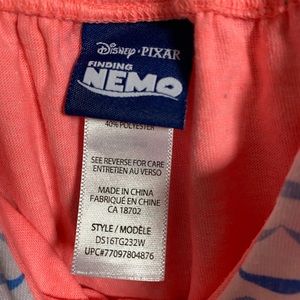 Disney·PIXAR
FINDING
NEMO
40% POLYESTER
SEE REVERSE FOR CARE
ENTRETIEN AU VERSO
MADE IN CHINA
FABRIQUÉ EN CHINE
CA 18702
STYLE / MODÈLE
DS16TG232W
UPC#77097804876